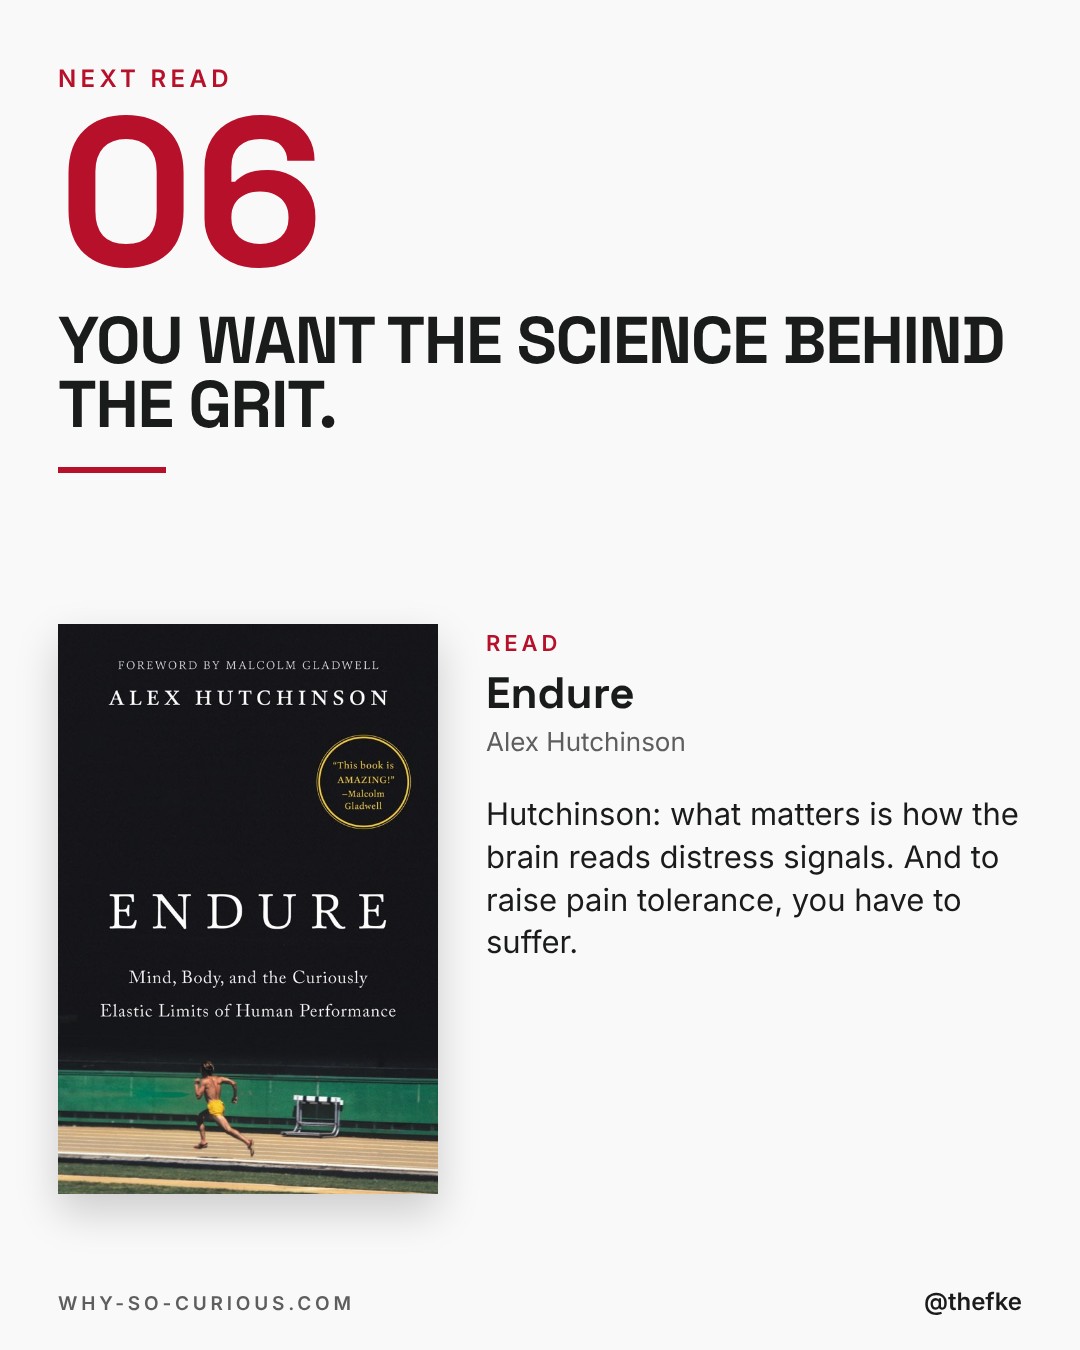 NEXT READ
06
YOU WANT THE SCIENCE BEHIND
THE GRIT.
FOREWORD BY MALCOLM GLADWELL
ALEX HUTCHINSON
"This book is
AMAZING!"
–Malcolm
Gladwell
ENDURE
Mind, Body, and the Curiously
Elastic Limits of Human Performance
READ
Endure
Alex Hutchinson
Hutchinson: what matters is how the
brain reads distress signals. And to
raise pain tolerance, you have to
suffer.
WHY-SO-CURIOUS.COM
@thefke